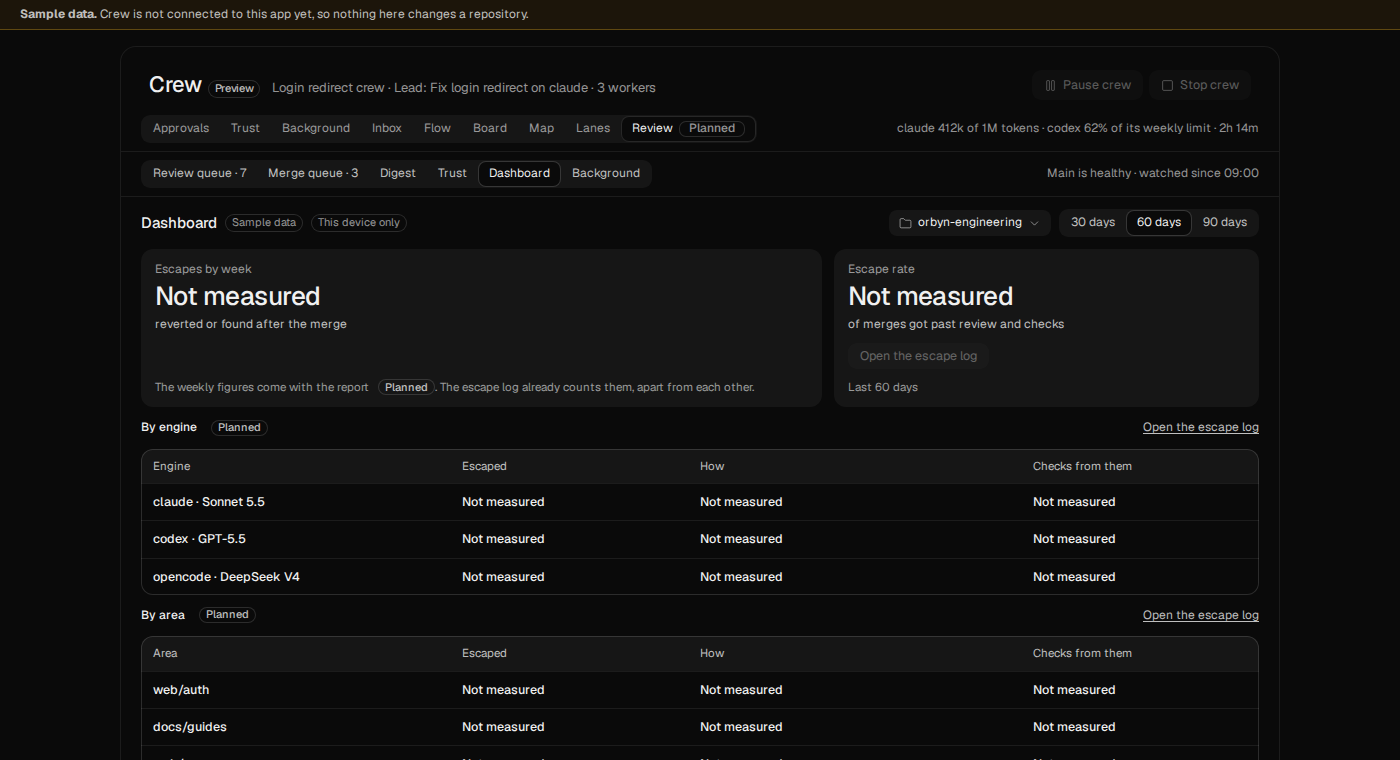 Sample data. Crew is not connected to this app yet, so nothing here changes a repository.
Crew Preview Login redirect crew · Lead: Fix login redirect on claude · 3 workers Pause crew Stop crew
Approvals Trust Background Inbox Flow Board Map Lanes Review Planned claude 412k of 1M tokens · codex 62% of its weekly limit · 2h 14m
Review queue · 7 Merge queue · 3 Digest Trust Dashboard Background Main is healthy · watched since 09:00
Dashboard Sample data This device only orbyn-engineering 30 days 60 days 90 days
Escapes by week
Not measured
reverted or found after the merge
The weekly figures come with the report Planned. The escape log already counts them, apart from each other.
Escape rate
Not measured
of merges got past review and checks
Open the escape log
Last 60 days
By engine Planned Open the escape log
Engine Escaped How Checks from them
claude · Sonnet 5.5 Not measured Not measured Not measured
codex · GPT-5.5 Not measured Not measured Not measured
opencode · DeepSeek V4 Not measured Not measured Not measured
By area Planned Open the escape log
Area Escaped How Checks from them
web/auth Not measured Not measured Not measured
docs/guides Not measured Not measured Not measured